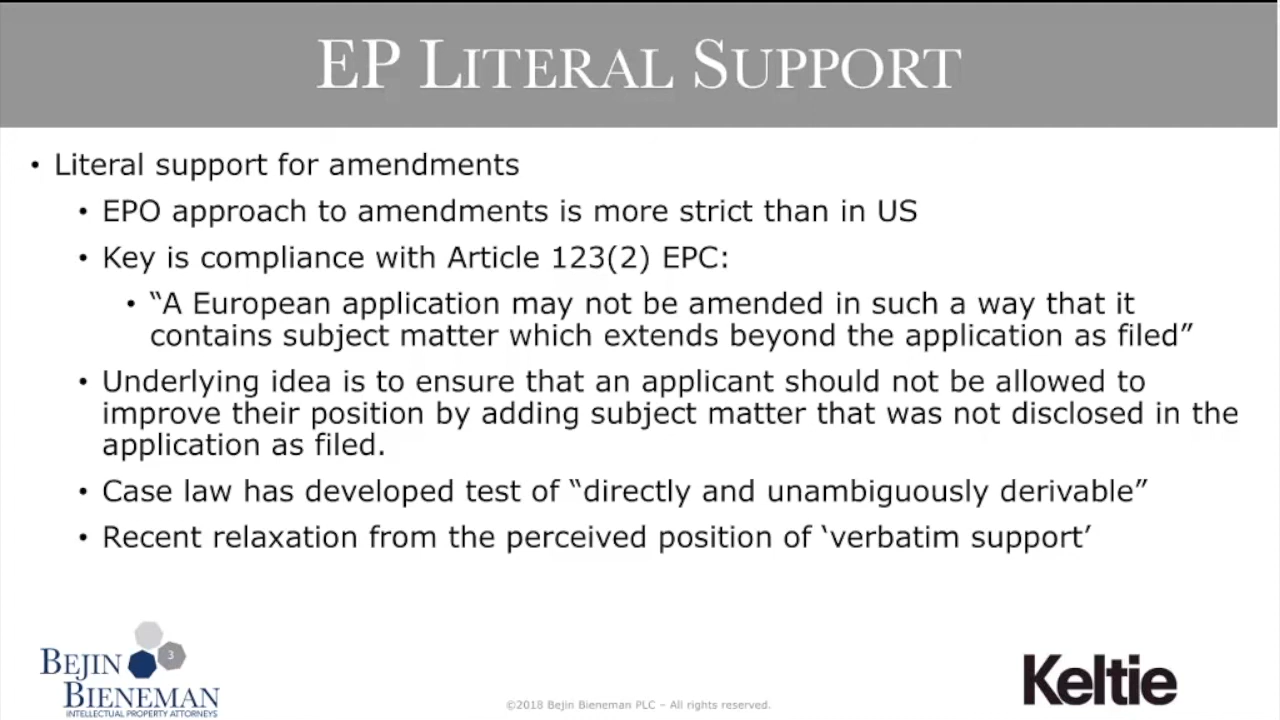 EP LITERAL SUPPORT
• Literal support for amendments
• EPO approach to amendments is more strict than in US
• Key is compliance with Article 123(2) EPC:
• “A European application may not be amended in such a way that it
contains subject matter which extends beyond the application as filed”
• Underlying idea is to ensure that an applicant should not be allowed to
improve their position by adding subject matter that was not disclosed in the
application as filed.
• Case law has developed test of “directly and unambiguously derivable”
• Recent relaxation from the perceived position of ‘verbatim support’
3
BEJIN
BIENEMAN
INTELLECTUAL PROPERTY ATTORNEYS
©2018 Bejin Bieneman PLC – All rights reserved.
Keltie